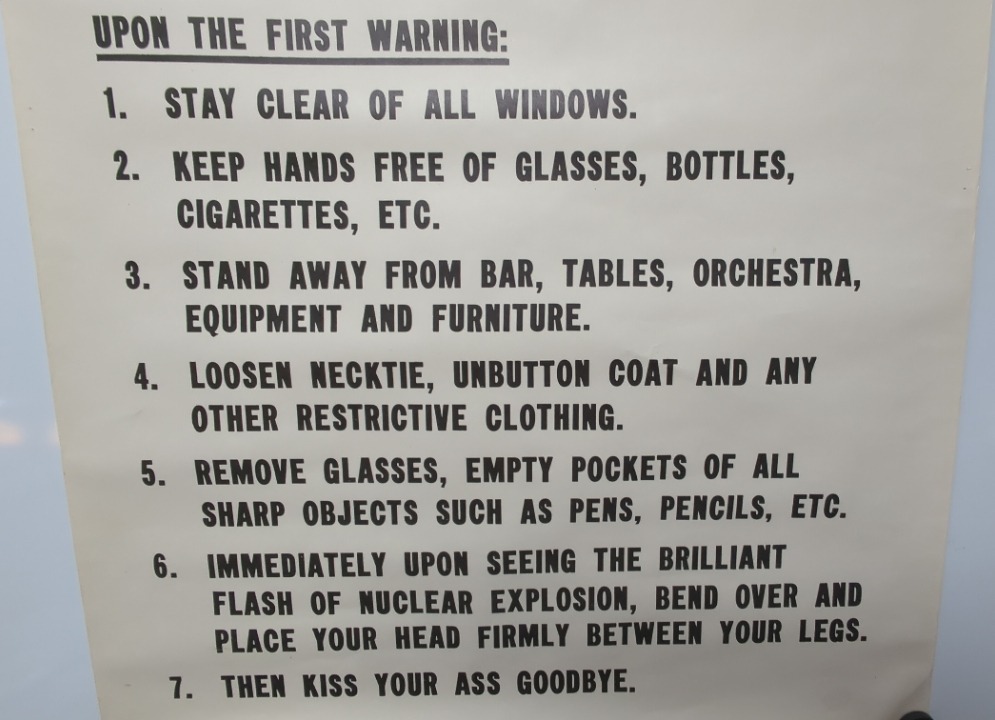 UPON THE FIRST WARNING:
1. STAY CLEAR OF ALL WINDOWS.
2. KEEP HANDS FREE OF GLASSES, BOTTLES,
CIGARETTES, ETC.
3. STAND AWAY FROM BAR, TABLES, ORCHESTRA,
EQUIPMENT AND FURNITURE.
4. LOOSEN NECKTIE, UNBUTTON COAT AND ANY
OTHER RESTRICTIVE CLOTHING.
5. REMOVE GLASSES, EMPTY POCKETS OF ALL
SHARP OBJECTS SUCH AS PENS, PENCILS, ETC.
6. IMMEDIATELY UPON SEEING THE BRILLIANT
FLASH OF NUCLEAR EXPLOSION, BEND OVER AND
PLACE YOUR HEAD FIRMLY BETWEEN YOUR LEGS.
7. THEN KISS YOUR ASS GOODBYE.